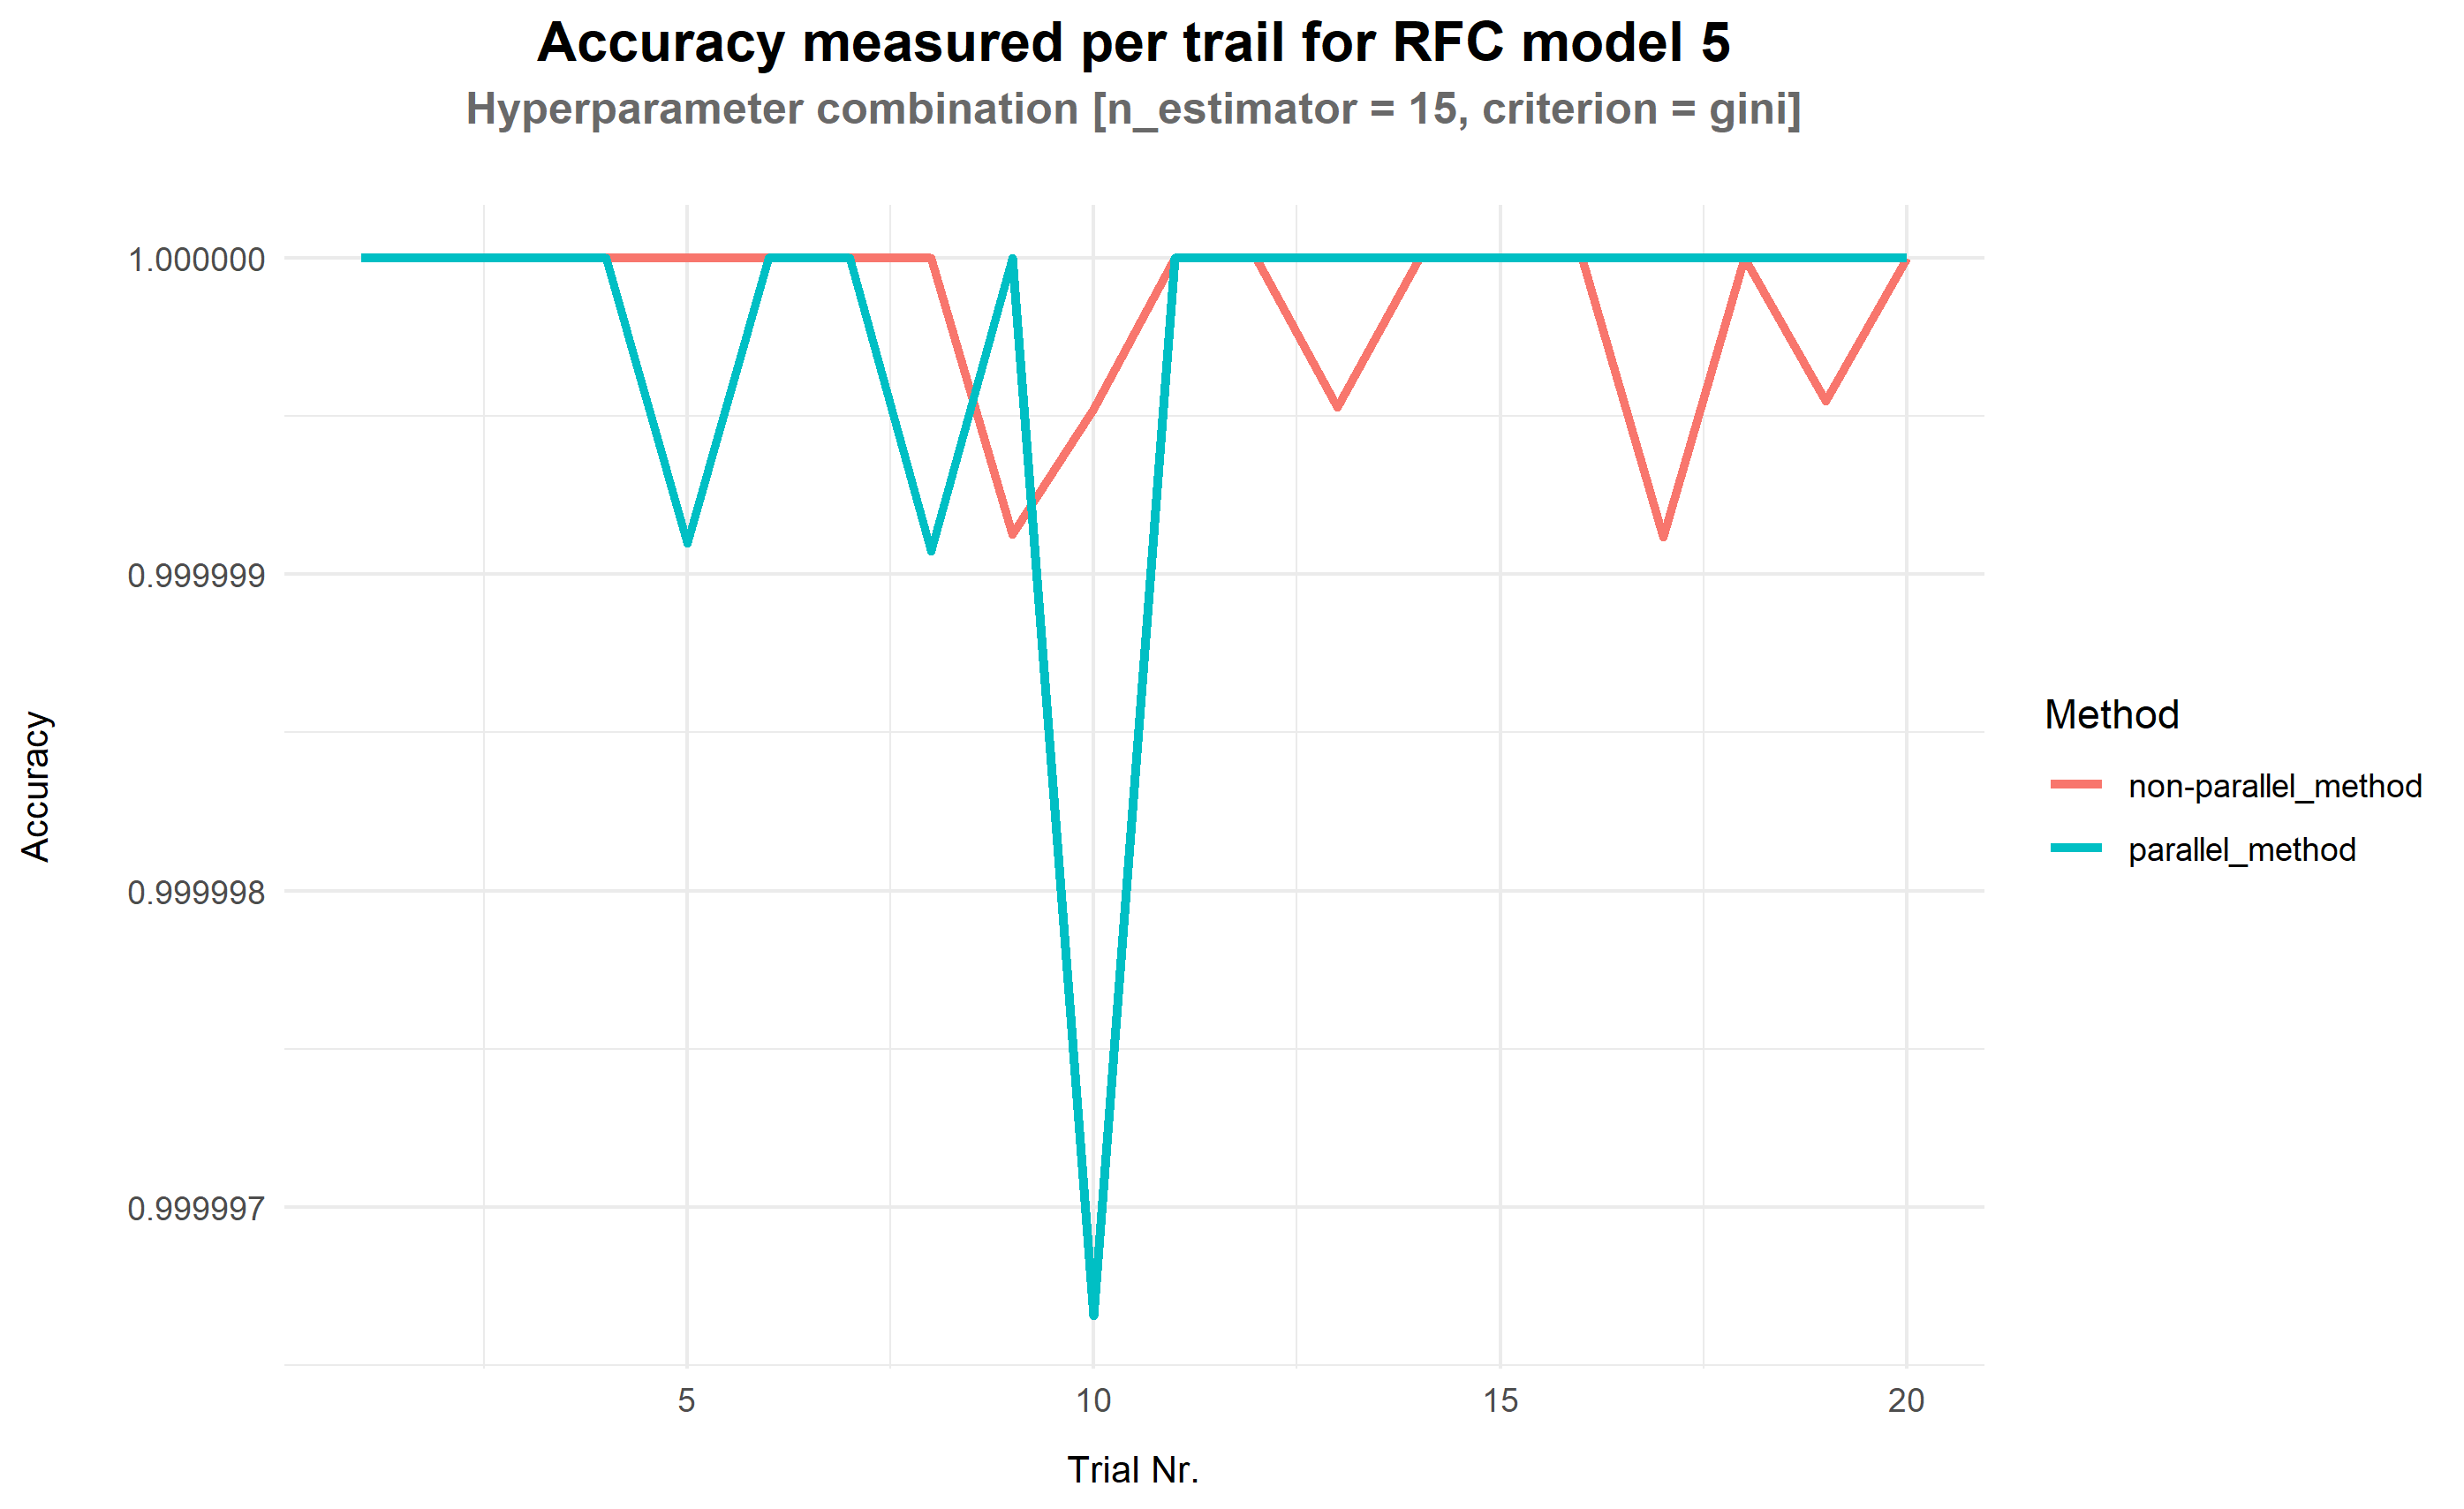 Accuracy measured per trail for RFC model 5
Hyperparameter combination [n_estimator = 15, criterion = gini]
1.000000
0.999999
0.999998
0.999997
Accuracy
5
10
15
20
Trial Nr.
Method
non-parallel_method
parallel_method